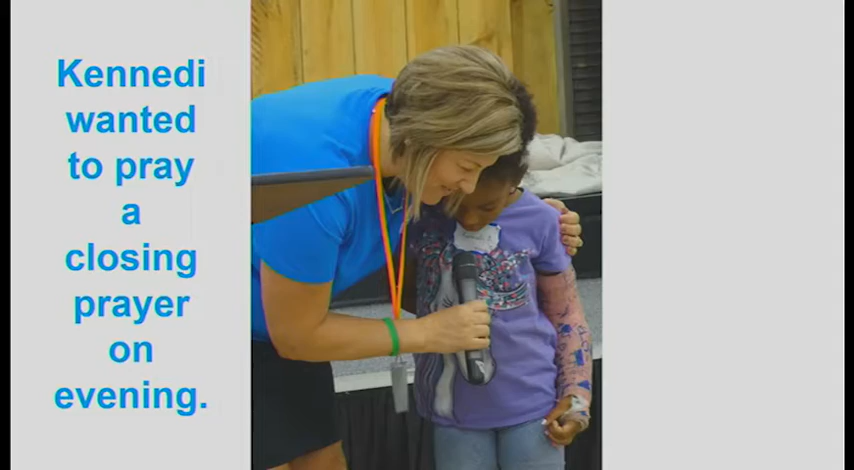 Kennedi
wanted
to pray
a
closing
prayer
on
evening.